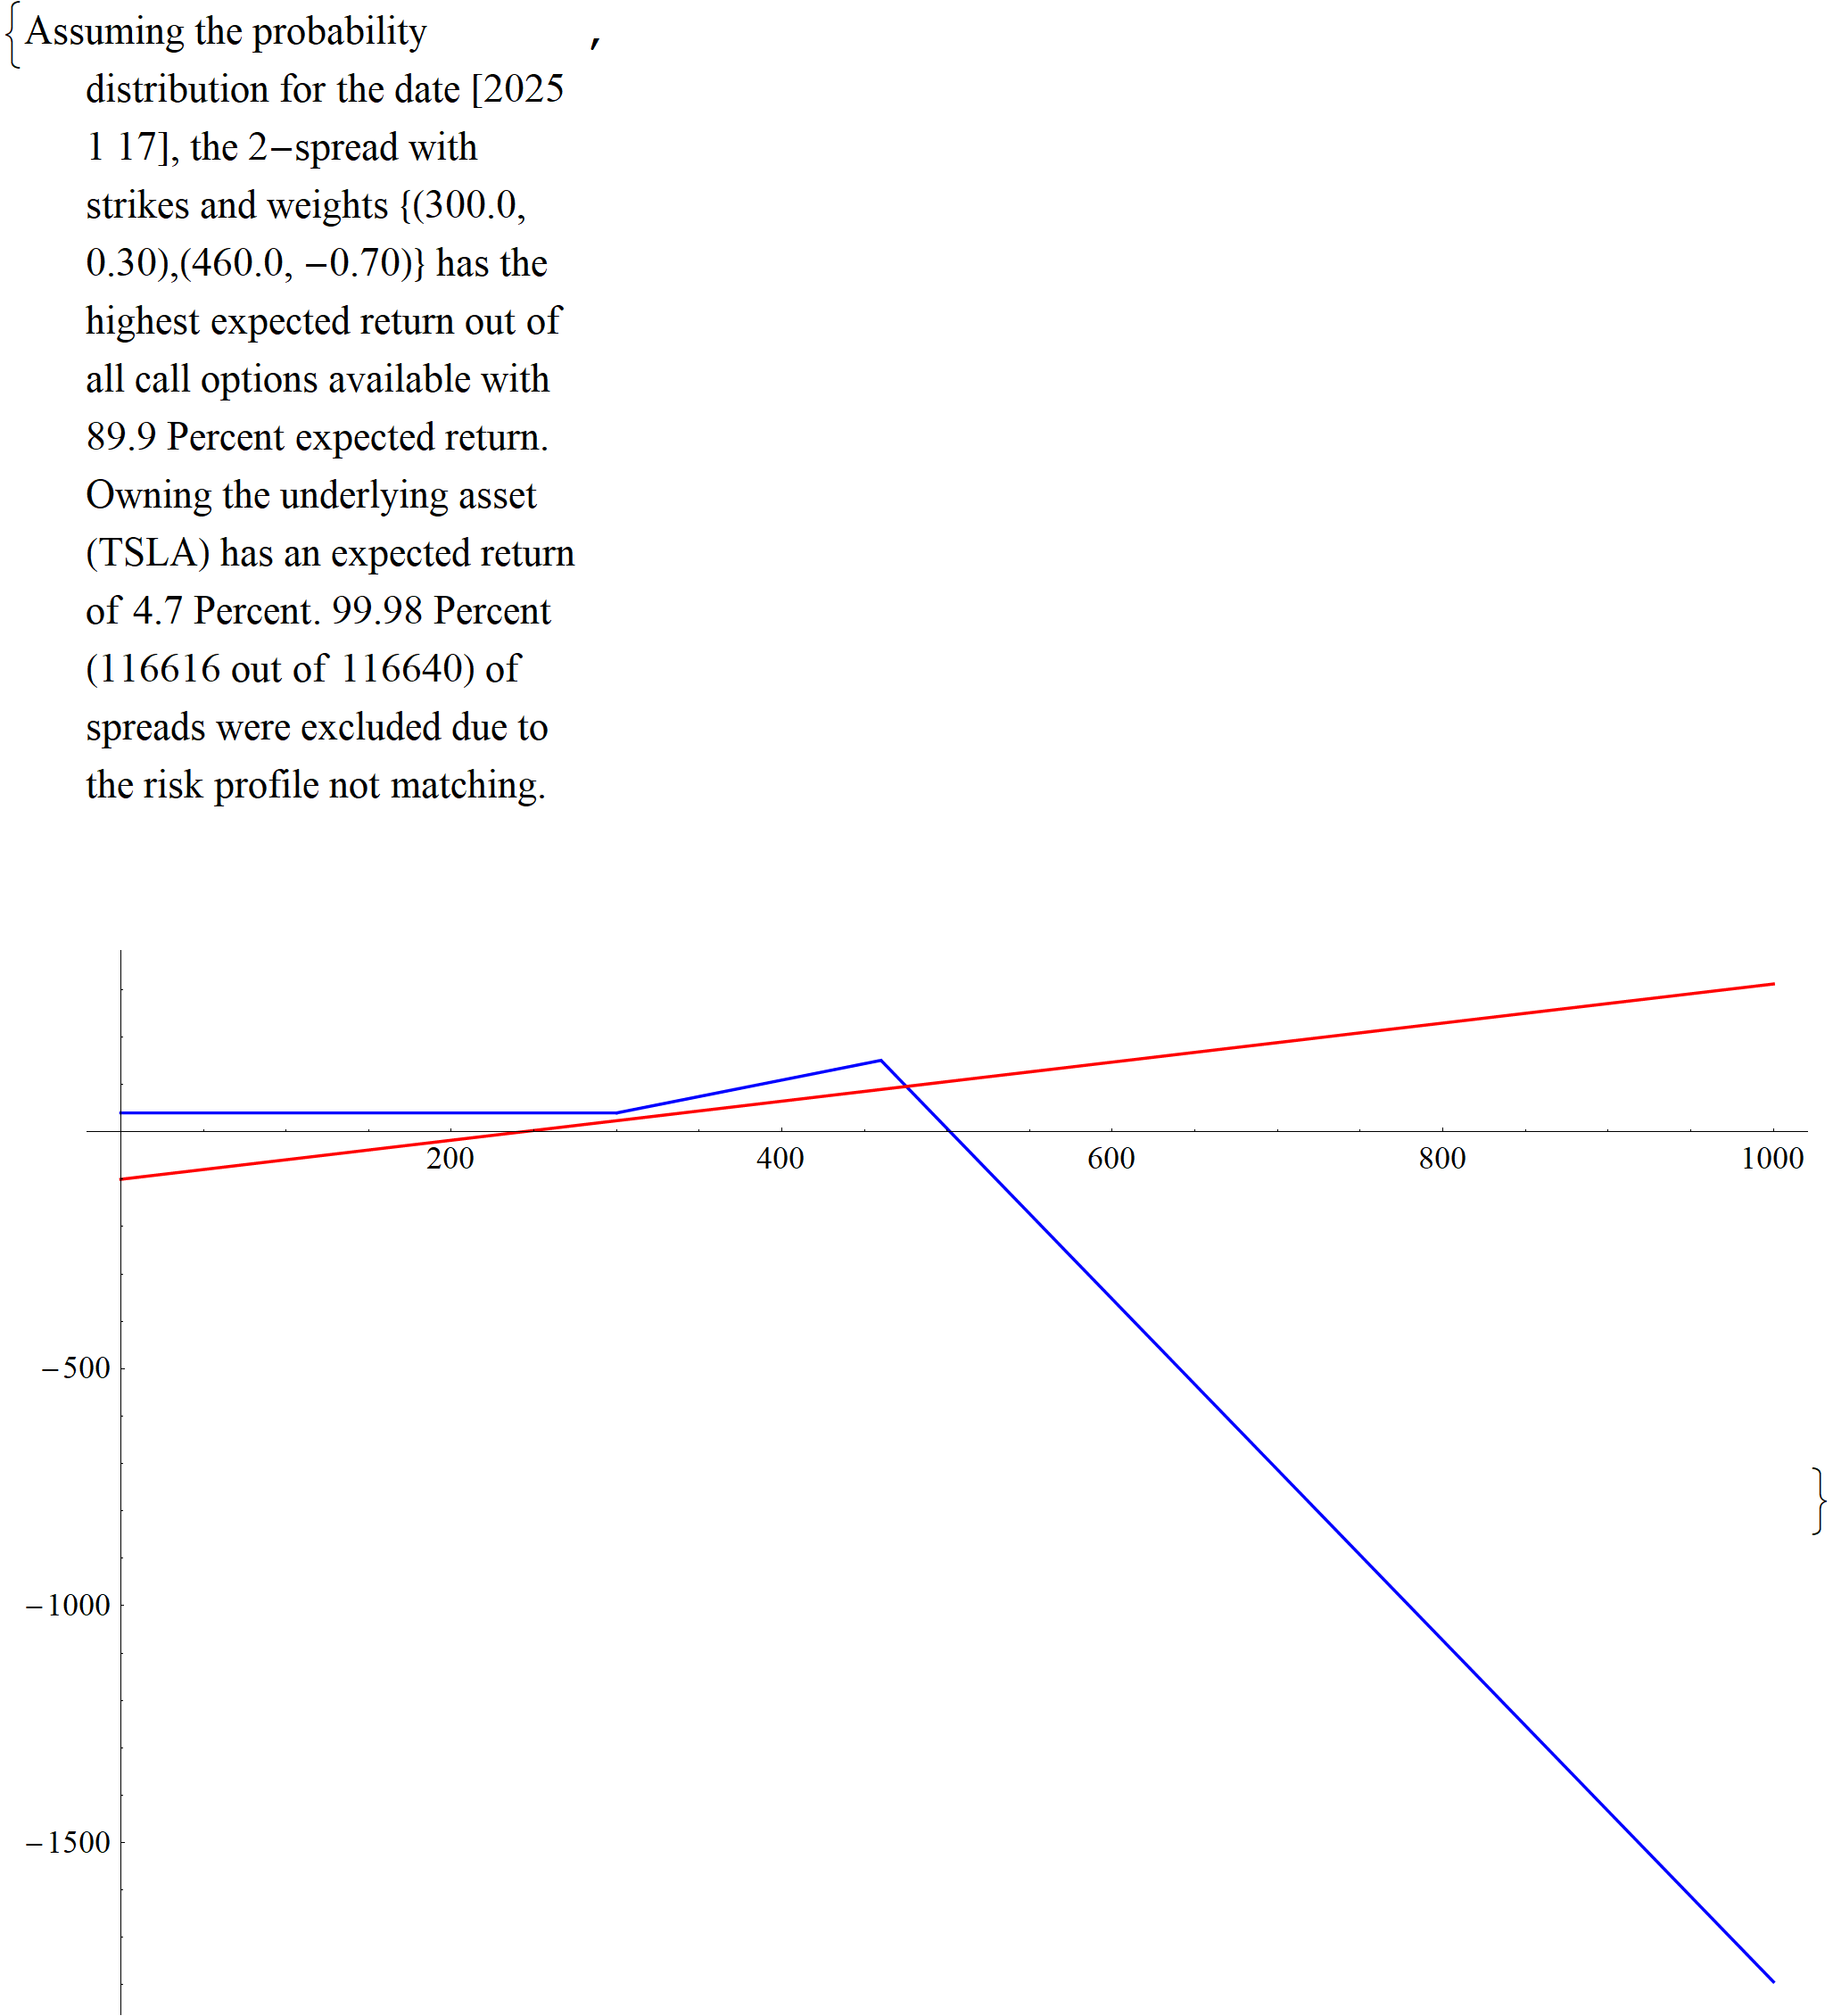 {Assuming the probability ,
distribution for the date [2025
1 17], the 2−spread with
strikes and weights {(300.0,
0.30),(460.0, −0.70)} has the
highest expected return out of
all call options available with
89.9 Percent expected return.
Owning the underlying asset
(TSLA) has an expected return
of 4.7 Percent. 99.98 Percent
(116616 out of 116640) of
spreads were excluded due to
the risk profile not matching.
200 400 600 800 1000
−500
}
−1000
−1500